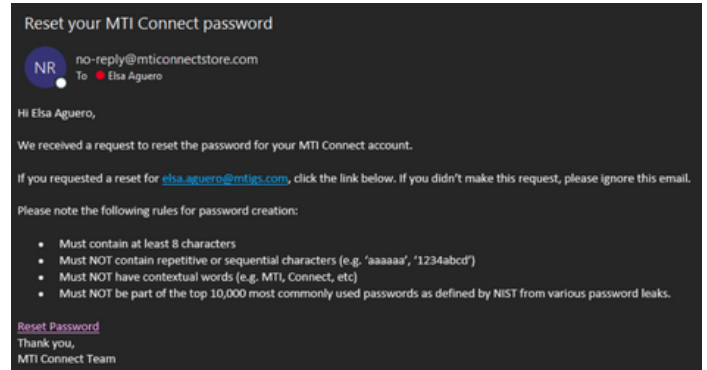 Reset your MTI Connect password
NR
no-reply@mticonnectstore.com
To Elsa Aguero
Hi Elsa Aguero,
We received a request to reset the password for your MTI Connect account.
If you requested a reset for elsa.aguero@mtigs.com, click the link below. If you didn't make this request, please ignore this email.
Please note the following rules for password creation:
• Must contain at least 8 characters
• Must NOT contain repetitive or sequential characters (e.g. 'aaaaaa', '1234abcd')
• Must NOT have contextual words (e.g. MTI, Connect, etc)
• Must NOT be part of the top 10,000 most commonly used passwords as defined by NIST from various password leaks.
Reset Password
Thank you,
MTI Connect Team